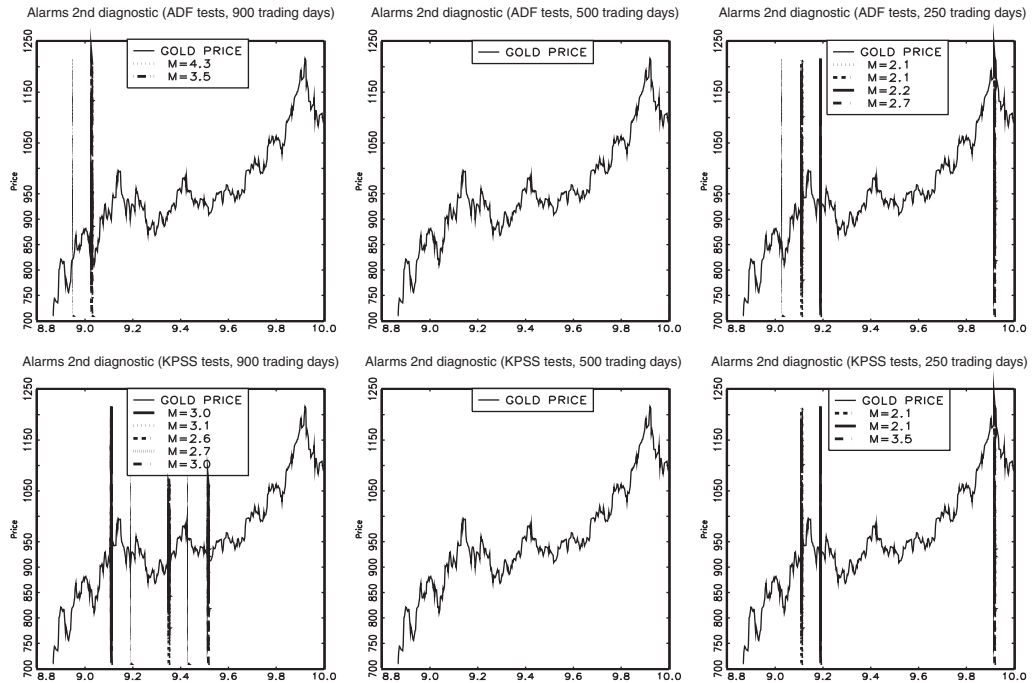 Alarms 2nd diagnostic (ADF tests, 900 trading days)
GOLD PRICE
M=4.3
M=3.5
Price
1250
1150
1050
950
900
850
800
750
700
8.8 9.0 9.2 9.4 9.6 9.8 10.0
Alarms 2nd diagnostic (ADF tests, 500 trading days)
GOLD PRICE
Price
1250
1150
1050
950
900
850
800
750
700
8.8 9.0 9.2 9.4 9.6 9.8 10.0
Alarms 2nd diagnostic (ADF tests, 250 trading days)
GOLD PRICE
M=2.1
M=2.1
M=2.2
M=2.7
Price
1250
1150
1050
950
900
850
800
750
700
8.8 9.0 9.2 9.4 9.6 9.8 10.0
Alarms 2nd diagnostic (KPSS tests, 900 trading days)
GOLD PRICE
M=3.0
M=3.1
M=2.6
M=2.7
M=3.0
Price
1250
1150
1050
950
900
850
800
750
700
8.8 9.0 9.2 9.4 9.6 9.8 10.0
Alarms 2nd diagnostic (KPSS tests, 500 trading days)
GOLD PRICE
Price
1250
1150
1050
950
900
850
800
750
700
8.8 9.0 9.2 9.4 9.6 9.8 10.0
Alarms 2nd diagnostic (KPSS tests, 250 trading days)
GOLD PRICE
M=2.1
M=2.1
M=3.5
Price
1250
1150
1050
950
900
850
800
750
700
8.8 9.0 9.2 9.4 9.6 9.8 10.0